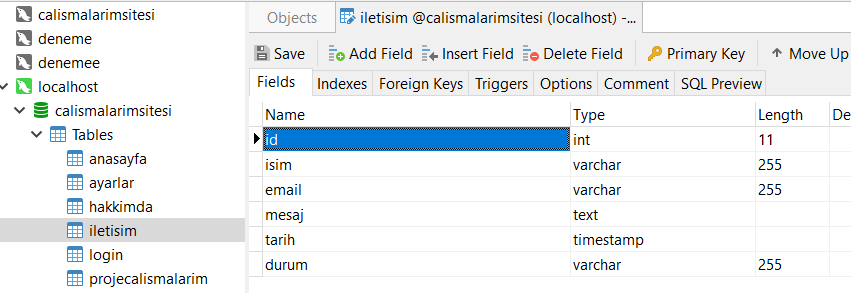 calismalarimsitesi
deneme
demenee
localhost
calismalarimsitesi
Tables
anasayfa
ayarlar
hakkimda
iletisim
login
projecalismalarim
Objects iletisim @calismalarimsitesi (localhost) -...
Save Add Field Insert Field Delete Field Primary Key Move Up
Fields Indexes Foreign Keys Triggers Options Comment SQL Preview
Name Type Length De
id int 11
isim varchar 255
email varchar 255
mesaj text
tarih timestamp
durum varchar 255